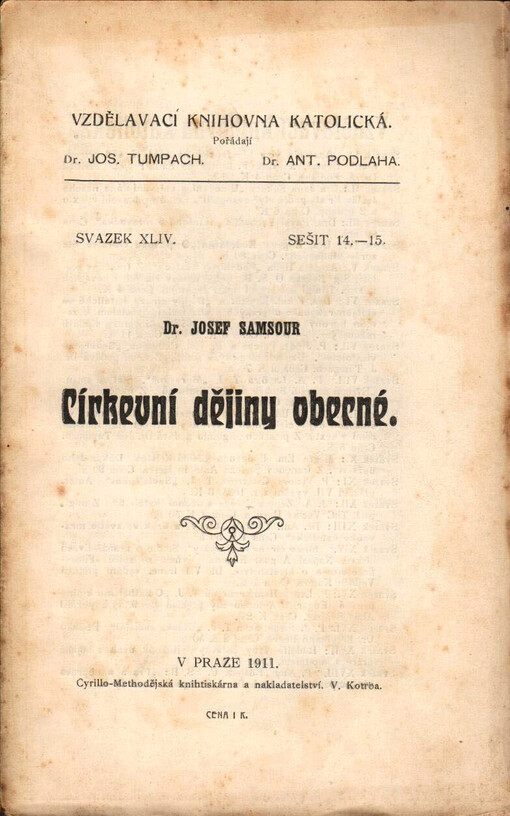 VZDĚLAVACÍ KNIHOVNA KATOLICKÁ.
Pořádají
Dr. JOS. TUMPACH. Dr. ANT. PODLAHA.
SVAZEK XLIV. SEŠIT 14.—15.
Dr. JOSEF SAMSOUR
Církevní dějiny obecné.
V PRAZE 1911.
Cyrillo-Methodějská knihtiskárna a nakladatelství. V. Kotrba.
CENA 1 K.